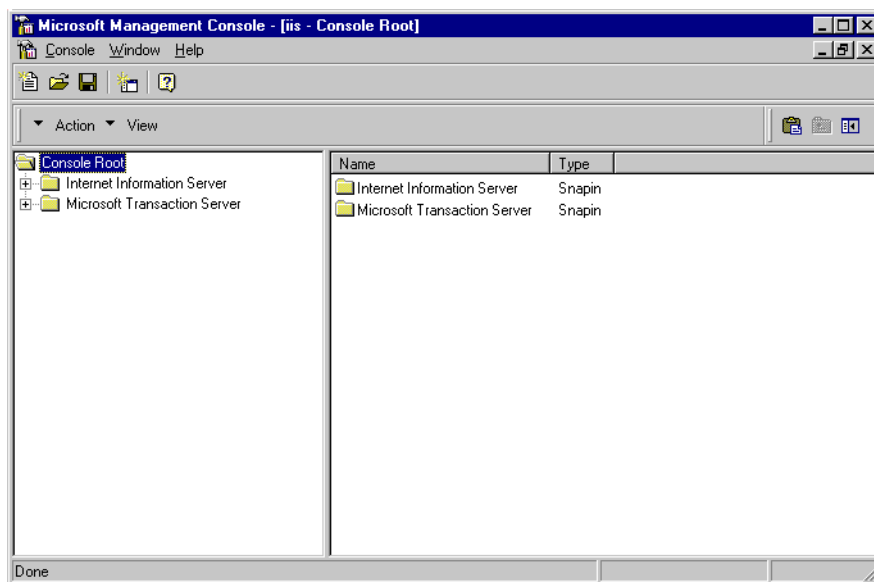 Microsoft Management Console - [iis - Console Root]
Console Window Help
Action View
Console Root
Internet Information Server
Microsoft Transaction Server
Name Type
Internet Information Server Snapin
Microsoft Transaction Server Snapin
Done